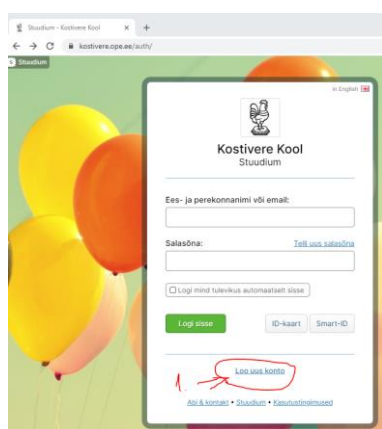 Stuudium - Kostivere Kool
kostivere.ope.ee/auth/
S Stuudium
in English
Kostivere Kool
Stuudium
Ees- ja perekonnanimi või email:
Salasõna: Telli uus salasõna
Logi mind tulevikus automaatselt sisse
Logi sisse ID-kaart Smart-ID
1. Loo uus konto
Abi & kontakt • Stuudium • Kasutustingimused